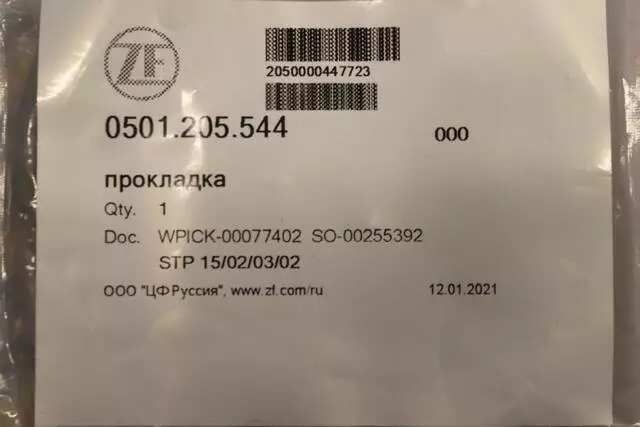 ZF
2050000447723
0501.205.544 000
прокладка
Qty. 1
Doc. WPICK-00077402 SO-00255392
STP 15/02/03/02
ООО "ЦФ Руссия", www.zf.com/ru 12.01.2021